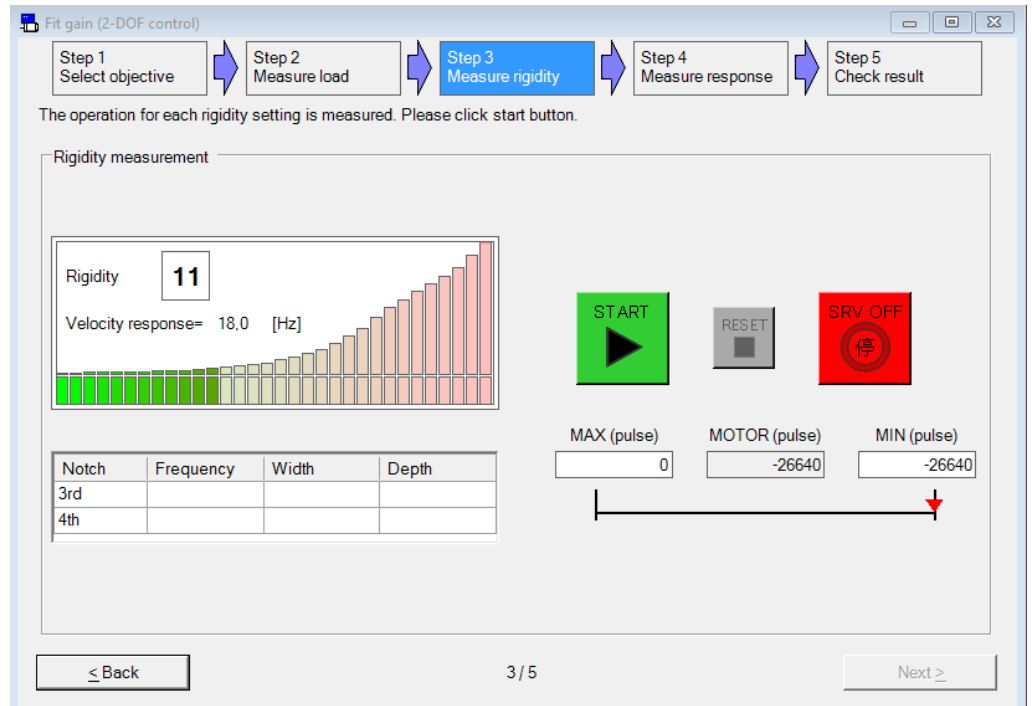 Fit gain (2-DOF control)
Step 1
Select objective
Step 2
Measure load
Step 3
Measure rigidity
Step 4
Measure response
Step 5
Check result
The operation for each rigidity setting is measured. Please click start button.
Rigidity measurement
Rigidity 11
Velocity response= 18,0 [Hz]
START
RESET
SRV OFF
停
MAX (pulse) MOTOR (pulse) MIN (pulse)
0 -26640 -26640
Notch Frequency Width Depth
3rd
4th
< Back
3 / 5
Next >